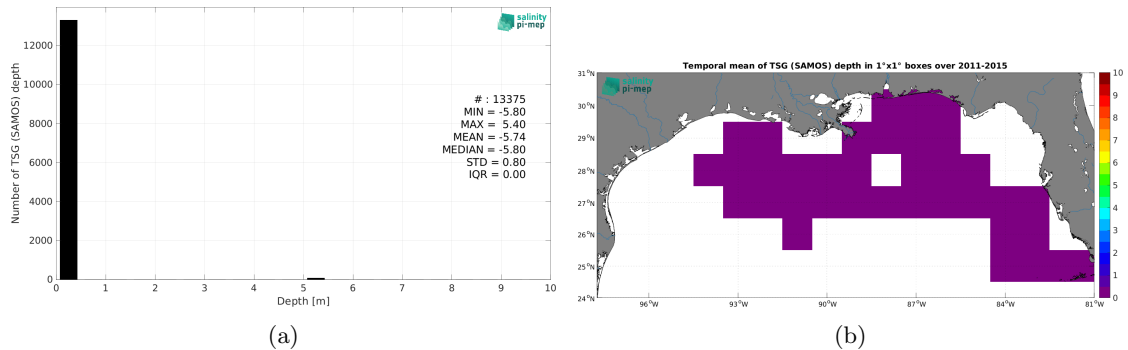 salinity
pi-mep
Number of TSG (SAMOS) depth
12000
10000
8000
6000
4000
2000
0
# : 13375
MIN = -5.80
MAX = 5.40
MEAN = -5.74
MEDIAN = -5.80
STD = 0.80
IQR = 0.00
0 1 2 3 4 5 6 7 8 9 10
Depth [m]
(a)
Temporal mean of TSG (SAMOS) depth in 1°x1° boxes over 2011-2015
salinity
pi-mep
31°N
30°N
29°N
28°N
27°N
26°N
25°N
24°N
96°W 93°W 90°W 87°W 84°W 81°W
10
9
8
7
6
5
4
3
2
1
0
(b)